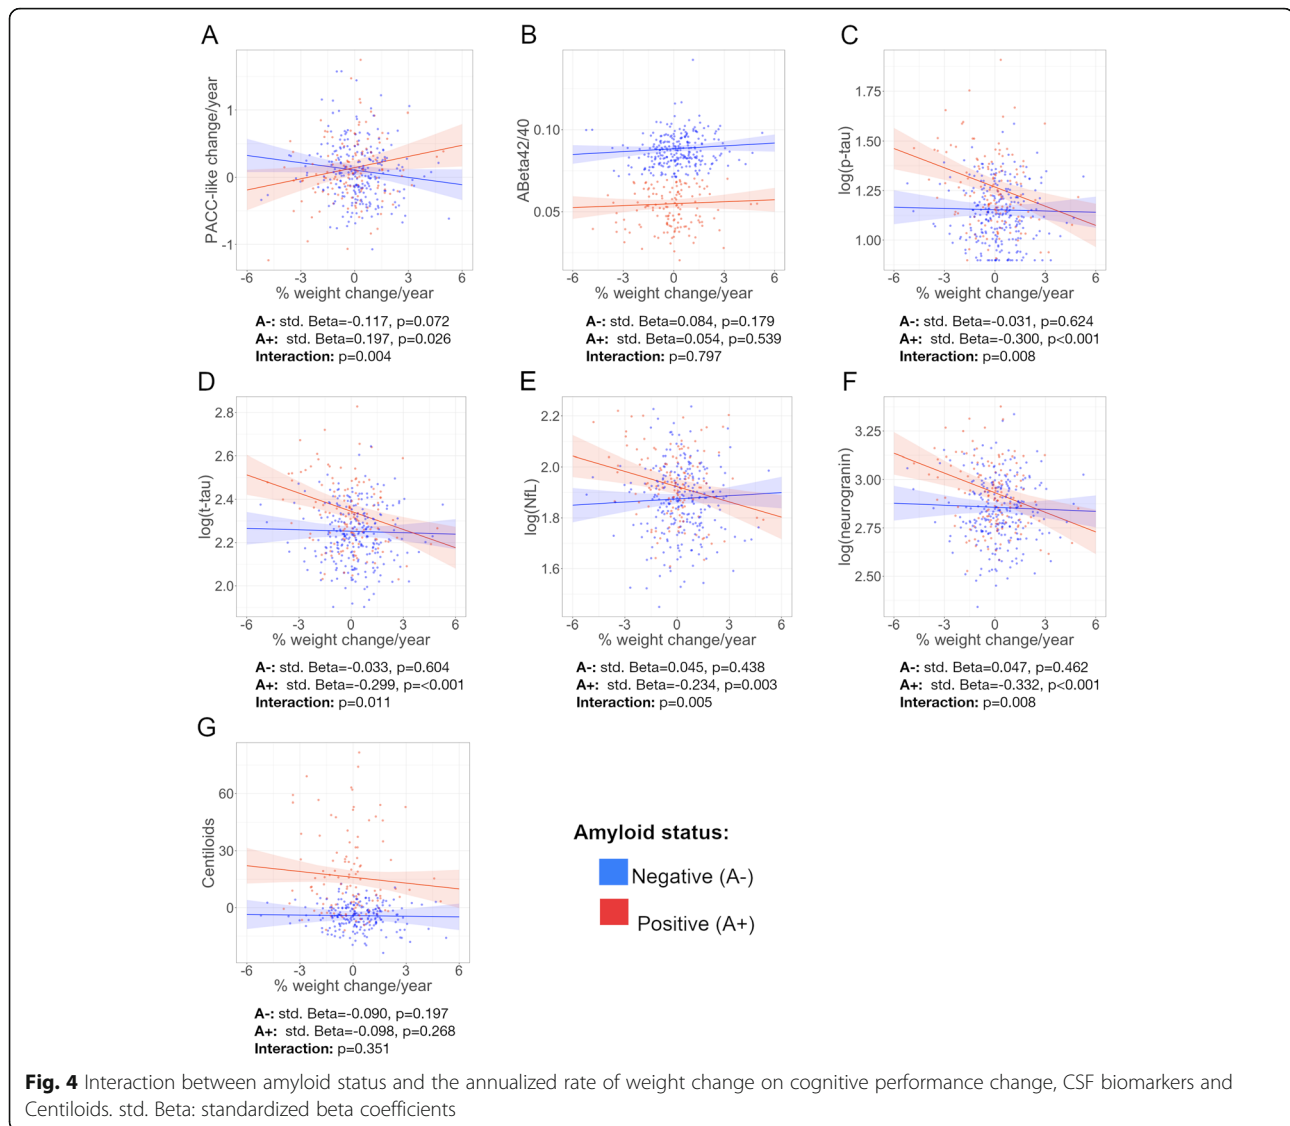 A
B
C
PACC-like change/year
1
0
-1
-6 -3 0 3 6
% weight change/year
ABeta42/40
0.10
0.05
-6 -3 0 3 6
% weight change/year
log(p-tau)
1.75
1.50
1.25
1.00
-6 -3 0 3 6
% weight change/year
A-: std. Beta=-0.117, p=0.072
A+: std. Beta=0.197, p=0.026
Interaction: p=0.004
A-: std. Beta=0.084, p=0.179
A+: std. Beta=0.054, p=0.539
Interaction: p=0.797
A-: std. Beta=-0.031, p=0.624
A+: std. Beta=-0.300, p<0.001
Interaction: p=0.008
D
E
F
log(t-tau)
2.8
2.6
2.4
2.2
2.0
-6 -3 0 3 6
% weight change/year
log(NfL)
2.2
2.0
1.8
1.6
-6 -3 0 3 6
% weight change/year
log(neurogranin)
3.25
3.00
2.75
2.50
-6 -3 0 3 6
% weight change/year
A-: std. Beta=-0.033, p=0.604
A+: std. Beta=-0.299, p=<0.001
Interaction: p=0.011
A-: std. Beta=0.045, p=0.438
A+: std. Beta=-0.234, p=0.003
Interaction: p=0.005
A-: std. Beta=0.047, p=0.462
A+: std. Beta=-0.332, p<0.001
Interaction: p=0.008
G
Centiloids
60
30
0
-6 -3 0 3 6
% weight change/year
A-: std. Beta=-0.090, p=0.197
A+: std. Beta=-0.098, p=0.268
Interaction: p=0.351
Amyloid status:
Negative (A-)
Positive (A+)
Fig. 4 Interaction between amyloid status and the annualized rate of weight change on cognitive performance change, CSF biomarkers and
Centiloids. std. Beta: standardized beta coefficients